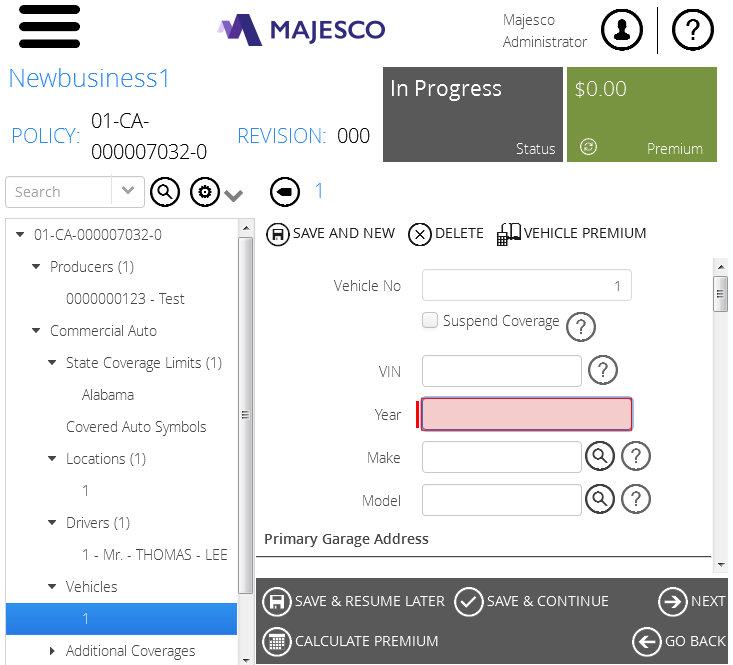 MAJESCO
Majesco
Administrator
?
Newbusiness1
POLICY: 01-CA-
000007032-0
REVISION: 000
In Progress
Status
$0.00
Premium
Search
1
01-CA-000007032-0
Producers (1)
0000000123 - Test
Commercial Auto
State Coverage Limits (1)
Alabama
Covered Auto Symbols
Locations (1)
1
Drivers (1)
1 - Mr. - THOMAS - LEE
Vehicles
1
Additional Coverages
SAVE AND NEW DELETE VEHICLE PREMIUM
Vehicle No 1
Suspend Coverage ?
VIN ?
Year
Make ?
Model ?
Primary Garage Address
SAVE & RESUME LATER SAVE & CONTINUE NEXT
CALCULATE PREMIUM GO BACK